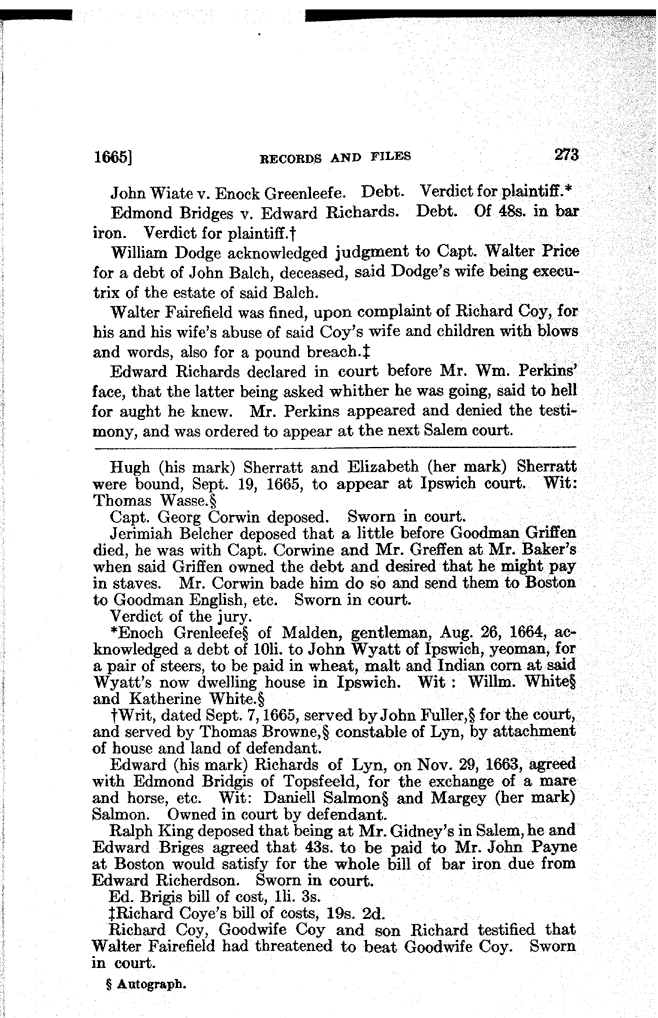 1665] RECORDS AND FILES 273
John Wiate v. Enock Greenleefe. Debt. Verdict for plaintiff.*
Edmond Bridges v. Edward Richards. Debt. Of 48s. in bar
iron. Verdict for plaintiff.†
William Dodge acknowledged judgment to Capt. Walter Price
for a debt of John Balch, deceased, said Dodge's wife being execu-
trix of the estate of said Balch.
Walter Fairefield was fined, upon complaint of Richard Coy, for
his and his wife's abuse of said Coy's wife and children with blows
and words, also for a pound breach.‡
Edward Richards declared in court before Mr. Wm. Perkins'
face, that the latter being asked whither he was going, said to hell
for aught he knew. Mr. Perkins appeared and denied the testi-
mony, and was ordered to appear at the next Salem court.
Hugh (his mark) Sherratt and Elizabeth (her mark) Sherratt
were bound, Sept. 19, 1665, to appear at Ipswich court. Wit:
Thomas Wasse.§
Capt. Georg Corwin deposed. Sworn in court.
Jerimiah Belcher deposed that a little before Goodman Griffen
died, he was with Capt. Corwine and Mr. Greffen at Mr. Baker's
when said Griffen owned the debt and desired that he might pay
in staves. Mr. Corwin bade him do so and send them to Boston
to Goodman English, etc. Sworn in court.
Verdict of the jury.
*Enoch Grenleefe§ of Malden, gentleman, Aug. 26, 1664, ac-
knowledged a debt of 10li. to John Wyatt of Ipswich, yeoman, for
a pair of steers, to be paid in wheat, malt and Indian corn at said
Wyatt's now dwelling house in Ipswich. Wit : Willm. White§
and Katherine White.§
†Writ, dated Sept. 7, 1665, served by John Fuller,§ for the court,
and served by Thomas Browne,§ constable of Lyn, by attachment
of house and land of defendant.
Edward (his mark) Richards of Lyn, on Nov. 29, 1663, agreed
with Edmond Bridgis of Topsfeeld, for the exchange of a mare
and horse, etc. Wit: Daniell Salmon§ and Margey (her mark)
Salmon. Owned in court by defendant.
Ralph King deposed that being at Mr. Gidney's in Salem, he and
Edward Briges agreed that 43s. to be paid to Mr. John Payne
at Boston would satisfy for the whole bill of bar iron due from
Edward Richerdson. Sworn in court.
Ed. Brigis bill of cost, 1li. 3s.
‡Richard Coye's bill of costs, 19s. 2d.
Richard Coy, Goodwife Coy and son Richard testified that
Walter Fairefield had threatened to beat Goodwife Coy. Sworn
in court.
§ Autograph.